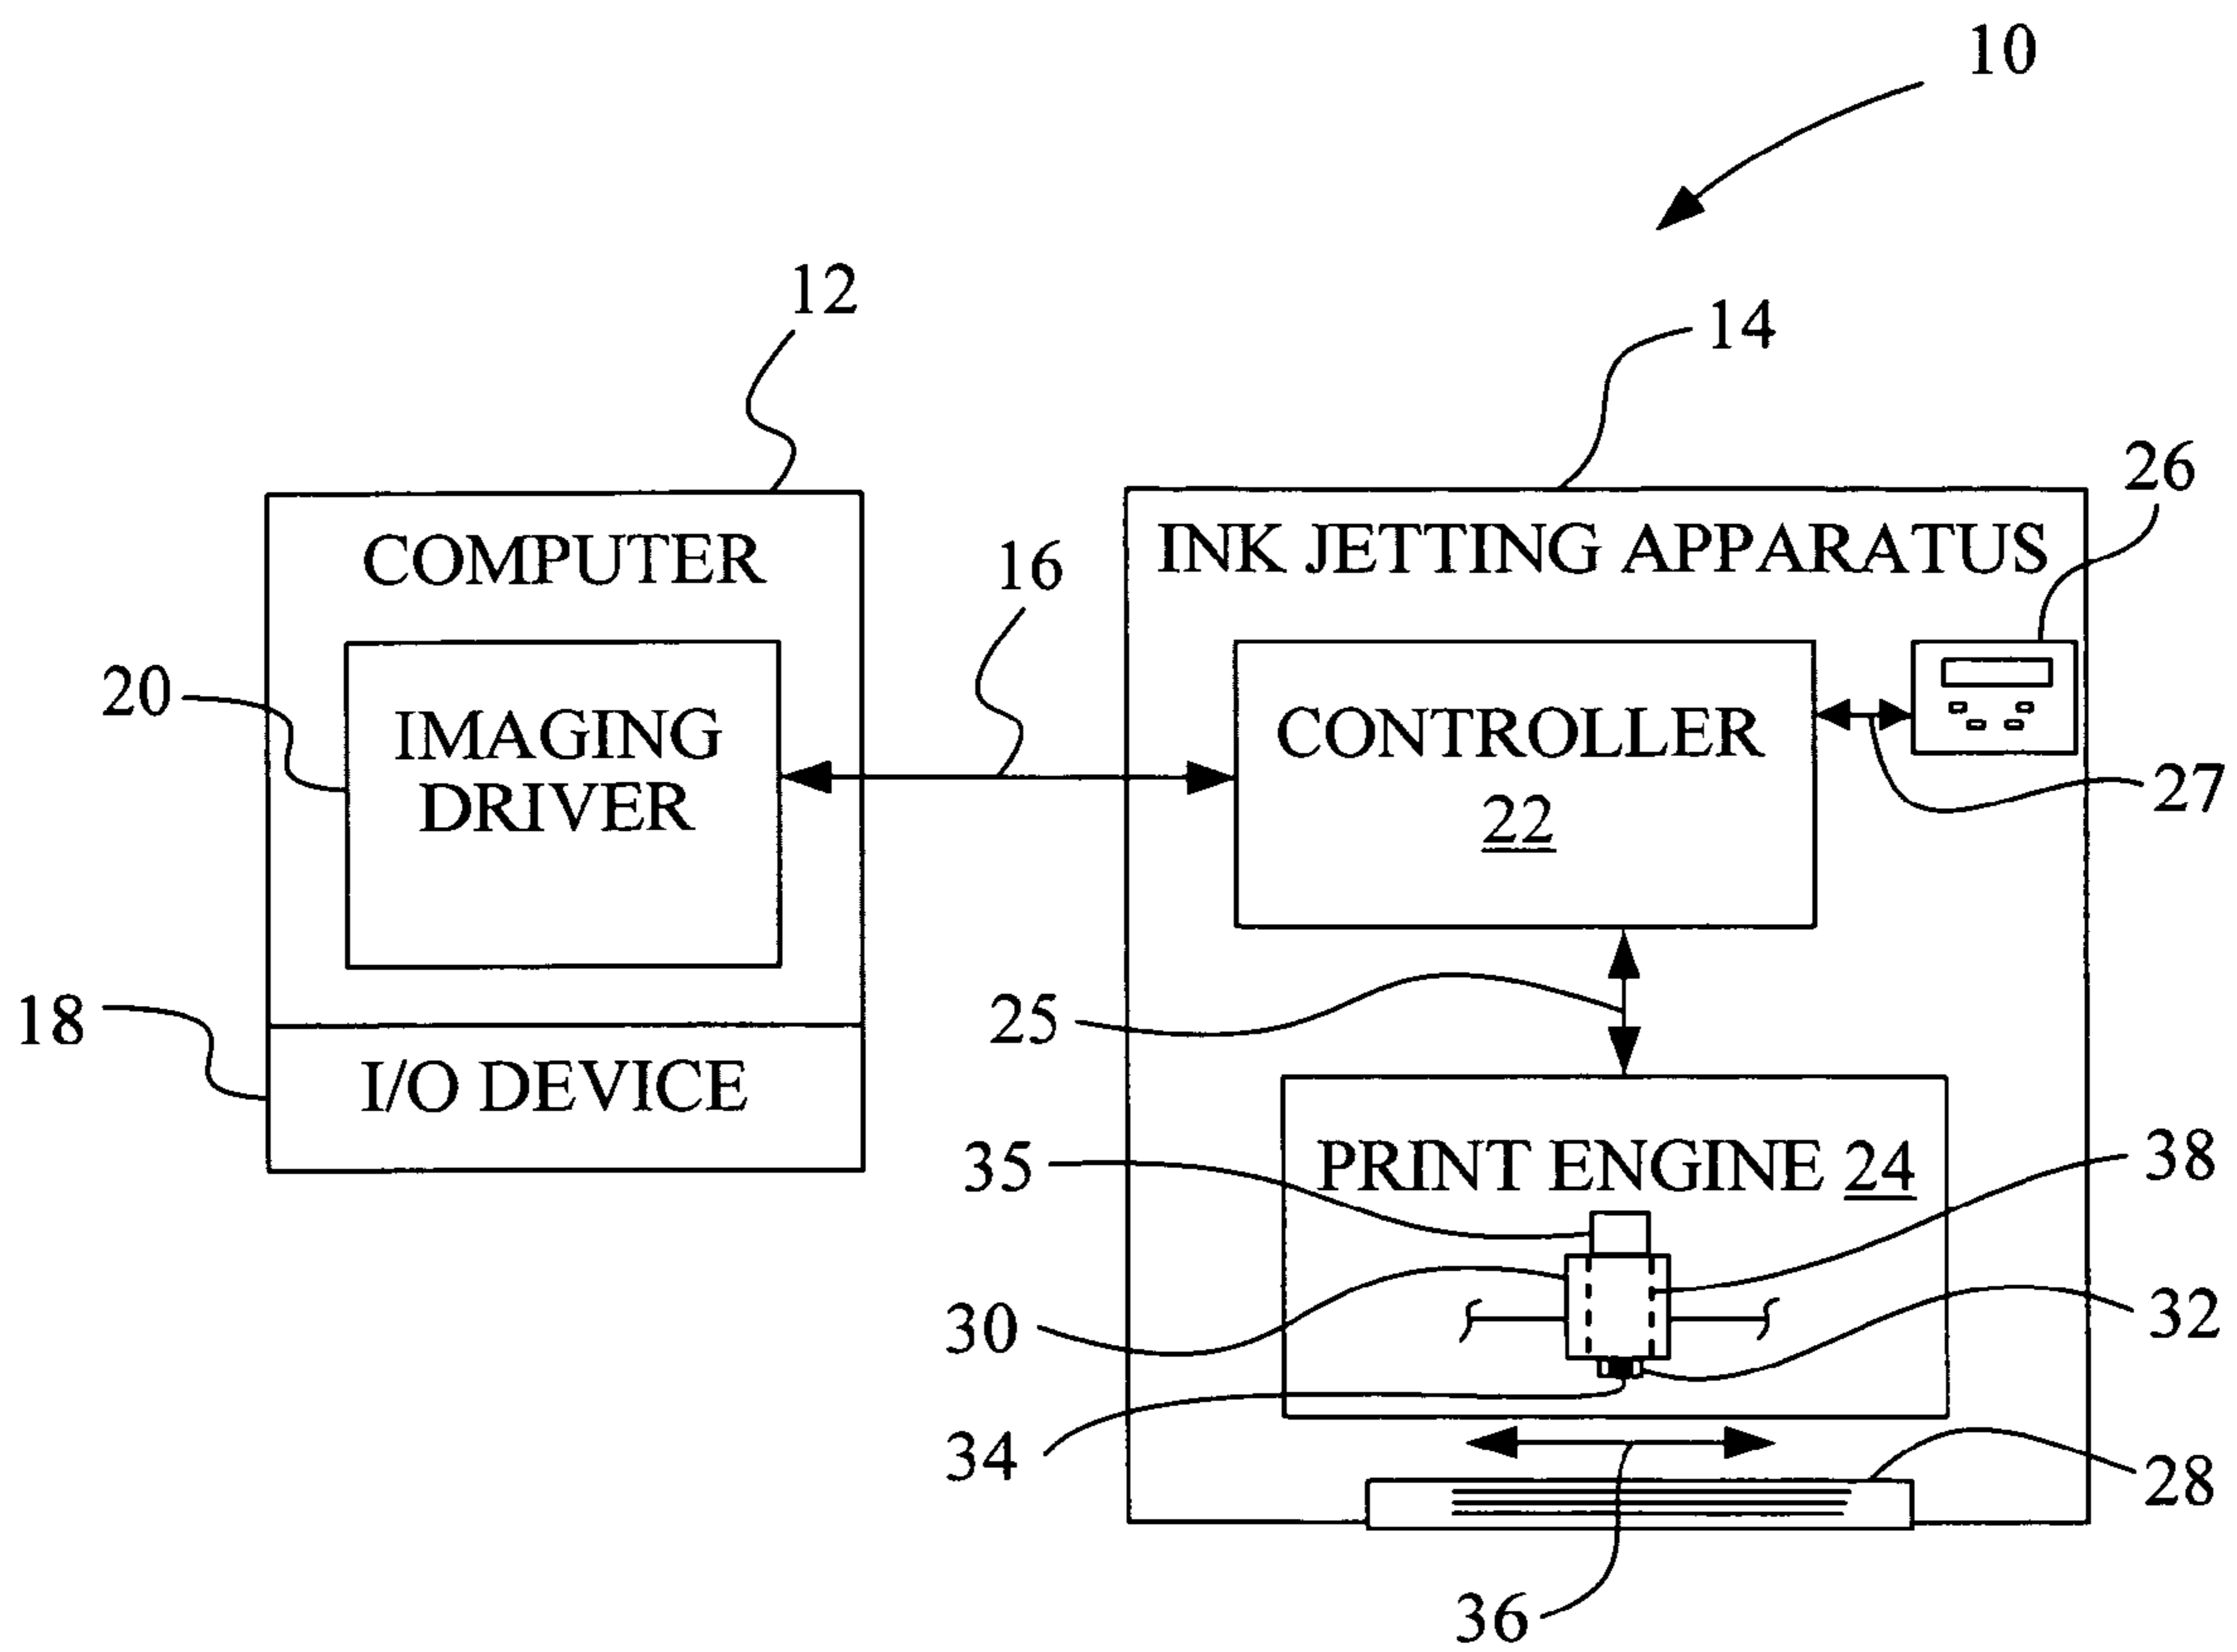 10
12
14
26
COMPUTER
16
INK JETTING APPARATUS
20
IMAGING
DRIVER
CONTROLLER
22
27
18
25
I/O DEVICE
35
PRINT ENGINE 24
38
30
32
34
28
36